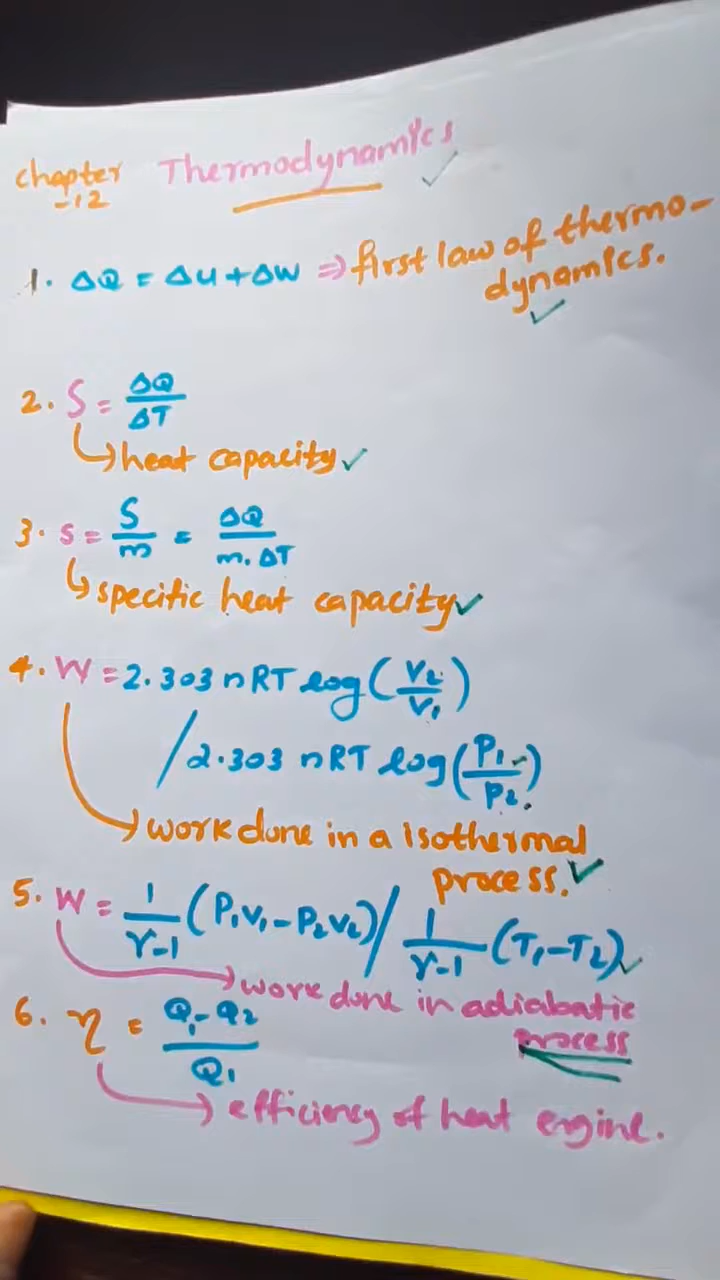 chapter Thermodynamics
-12
1. ΔQ = ΔU + ΔW ⇒ first law of thermo-
dynamics.
2. S = ΔQ/ΔT
heat capacity
3. s = S/m = ΔQ/m.ΔT
specific heat capacity
4. W = 2.303 nRT log(V₂/V₁)
/2.303 nRT log(P₁/P₂)
work done in a isothermal
process.
5. W = 1/γ-1 (P₁V₁ - P₂V₂) / 1/γ-1 (T₁-T₂)
work done in adiabatic
process
6. η = Q₁-Q₂/Q₁
efficiency of heat engine.